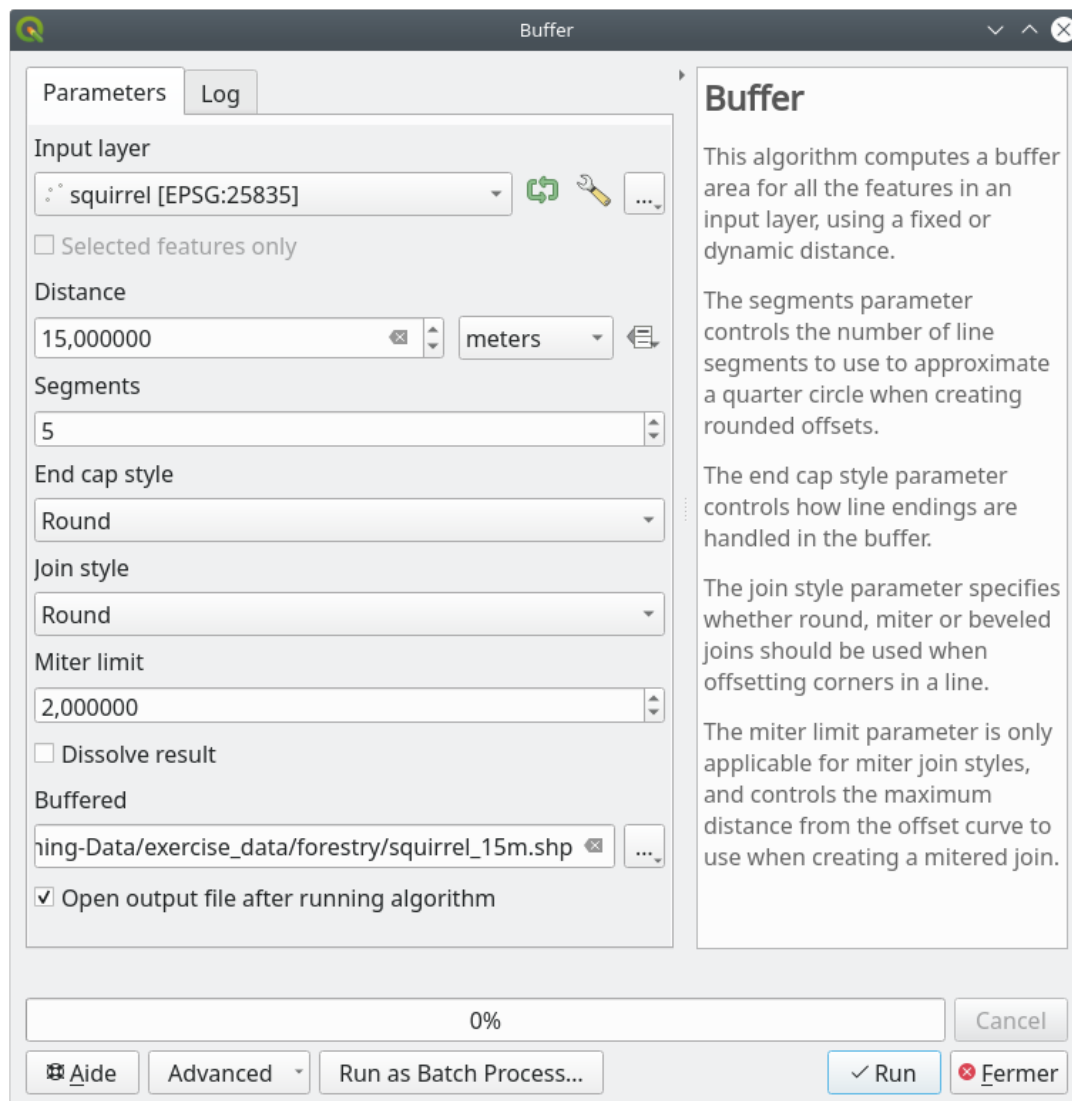 Buffer
Parameters
Log
Input layer
squirrel [EPSG:25835]
...
Selected features only
Distance
15,000000
meters
Segments
5
End cap style
Round
Join style
Round
Miter limit
2,000000
Dissolve result
Buffered
ning-Data/exercise_data/forestry/squirrel_15m.shp
...
Open output file after running algorithm
Buffer
This algorithm computes a buffer
area for all the features in an
input layer, using a fixed or
dynamic distance.
The segments parameter
controls the number of line
segments to use to approximate
a quarter circle when creating
rounded offsets.
The end cap style parameter
controls how line endings are
handled in the buffer.
The join style parameter specifies
whether round, miter or beveled
joins should be used when
offsetting corners in a line.
The miter limit parameter is only
applicable for miter join styles,
and controls the maximum
distance from the offset curve to
use when creating a mitered join.
0%
Cancel
Aide
Advanced
Run as Batch Process...
Run
Fermer